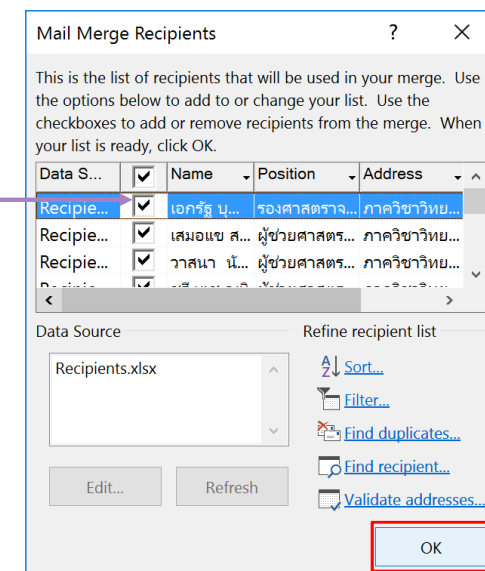 Mail Merge Recipients ? ×
This is the list of recipients that will be used in your merge. Use
the options below to add to or change your list. Use the
checkboxes to add or remove recipients from the merge. When
your list is ready, click OK.
Data S... Name Position Address
Recipie... เอกรัฐ บุ... รองศาสตราจ... ภาควิชาวิทย...
Recipie... เสมอแข ส... ผู้ช่วยศาสตร... ภาควิชาวิทย...
Recipie... วาสนา นั... ผู้ช่วยศาสตร... ภาควิชาวิทย...
Data Source
Recipients.xlsx
Edit... Refresh
Refine recipient list
Sort...
Filter...
Find duplicates...
Find recipient...
Validate addresses...
OK